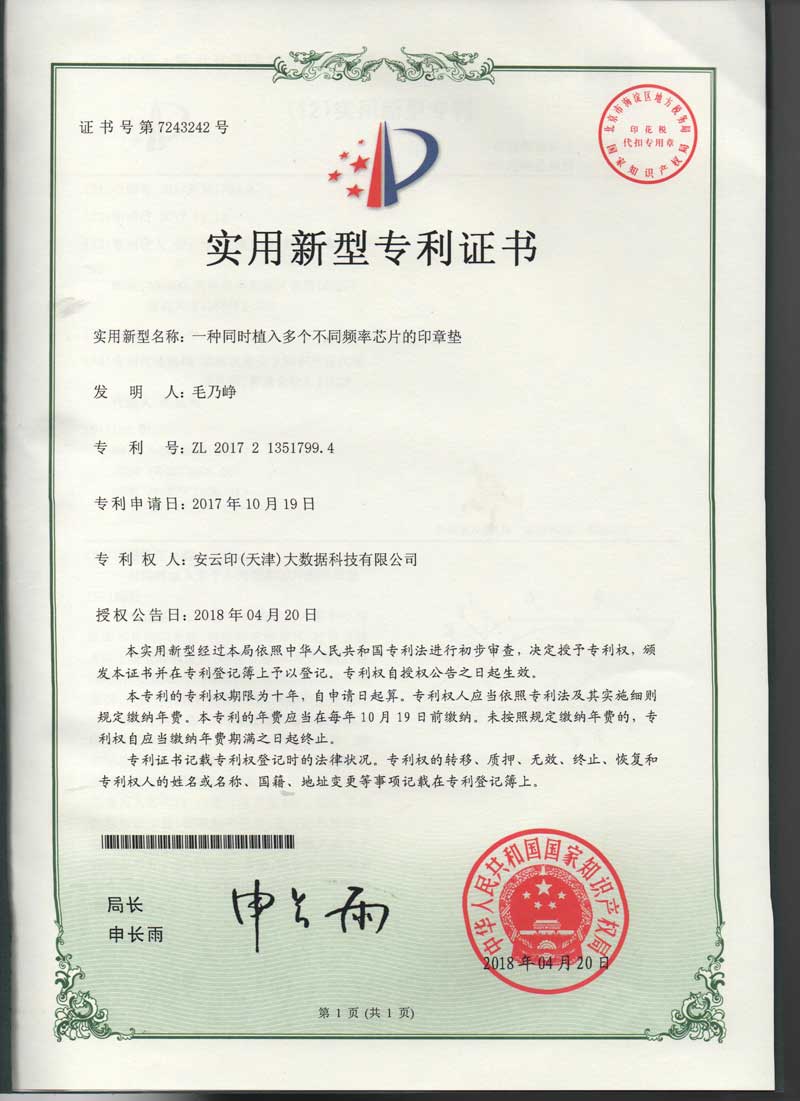 证书号第7243242号
北京市海淀区地方税务局
印花税
代扣专用章
国家知识产权局
实用新型专利证书
实用新型名称：一种同时植入多个不同频率芯片的印章垫
发明人：毛乃峥
专利号：ZL 2017 2 1351799.4
专利申请日：2017年10月19日
专利权人：安云印(天津)大数据科技有限公司
授权公告日：2018年04月20日
本实用新型经过本局依照中华人民共和国专利法进行初步审查，决定授予专利权，颁
发本证书并在专利登记簿上予以登记。专利权自授权公告之日起生效。
本专利的专利权期限为十年，自申请日起算。专利权人应当依照专利法及其实施细则
规定缴纳年费。本专利的年费应当在每年10月19日前缴纳。未按照规定缴纳年费的，专
利权自应当缴纳年费期满之日起终止。
专利证书记载专利权登记时的法律状况。专利权的转移、质押、无效、终止、恢复和
专利权人的姓名或名称、国籍、地址变更等事项记载在专利登记簿上。
局长
申长雨
申长雨
中华人民共和国国家知识产权局
2018年04月20日
第1页(共1页)